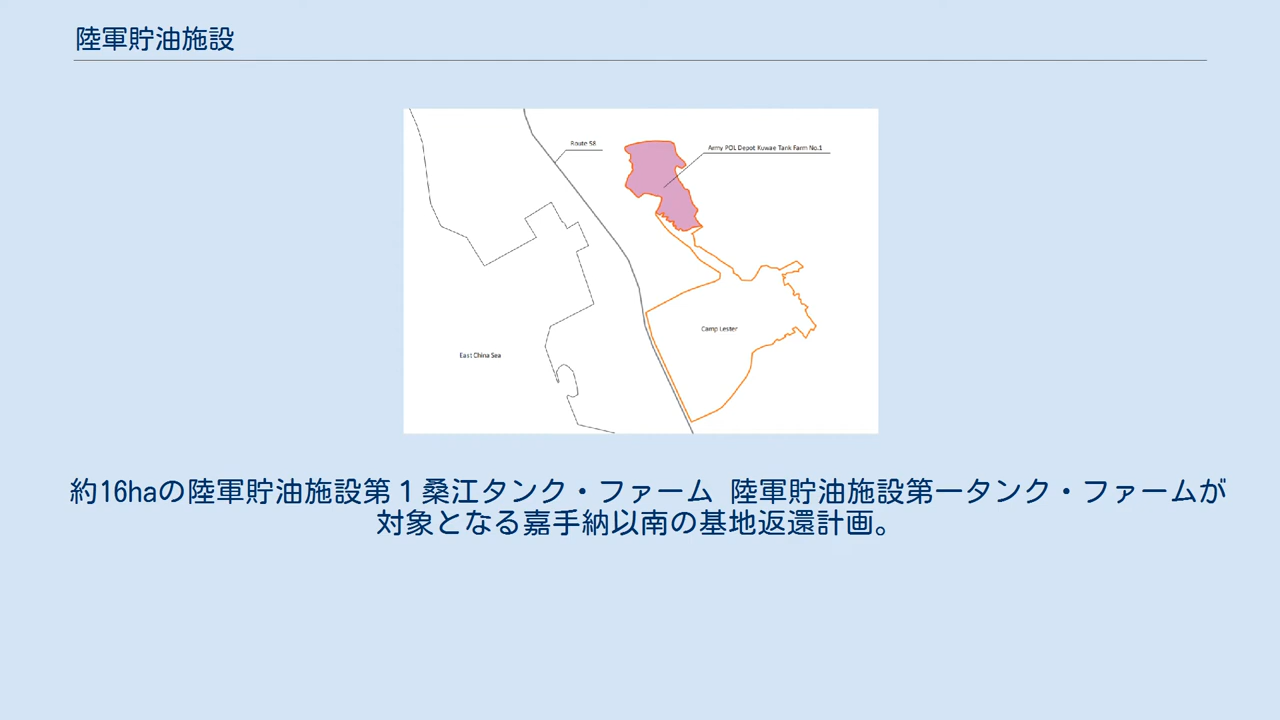 陸軍貯油施設
Route 58
Army POL Depot Kuwae Tank Farm No.1
Camp Lester
East China Sea
約16haの陸軍貯油施設第１桑江タンク・ファーム 陸軍貯油施設第一タンク・ファームが
対象となる嘉手納以南の基地返還計画。